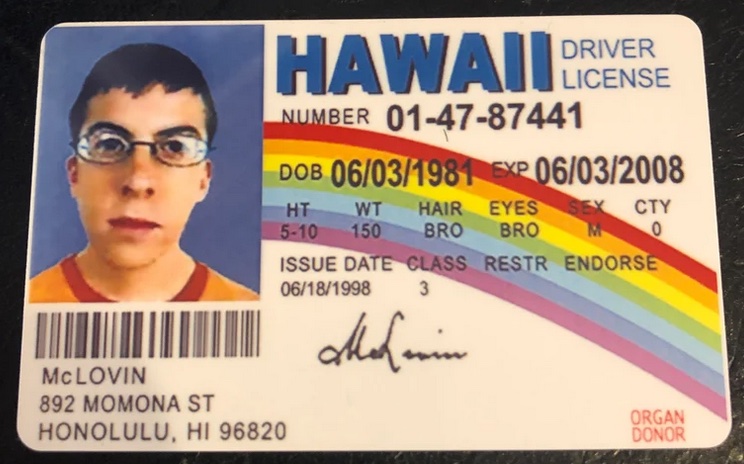 HAWAII DRIVER LICENSE
NUMBER 01-47-87441
DOB 06/03/1981 EXP 06/03/2008
HT WT HAIR EYES SEX CTY
5-10 150 BRO BRO M 0
ISSUE DATE CLASS RESTR ENDORSE
06/18/1998 3
McLovin
McLOVIN
892 MOMONA ST
HONOLULU, HI 96820
ORGAN
DONOR